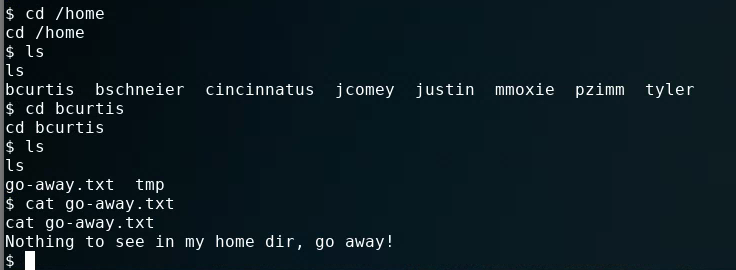 $ cd /home
cd /home
$ ls
ls
bcurtis  bschneier  cincinnatus  jcomey  justin  mmoxie  pzimm  tyler
$ cd bcurtis
cd bcurtis
$ ls
ls
go-away.txt  tmp
$ cat go-away.txt
cat go-away.txt
Nothing to see in my home dir, go away!
$